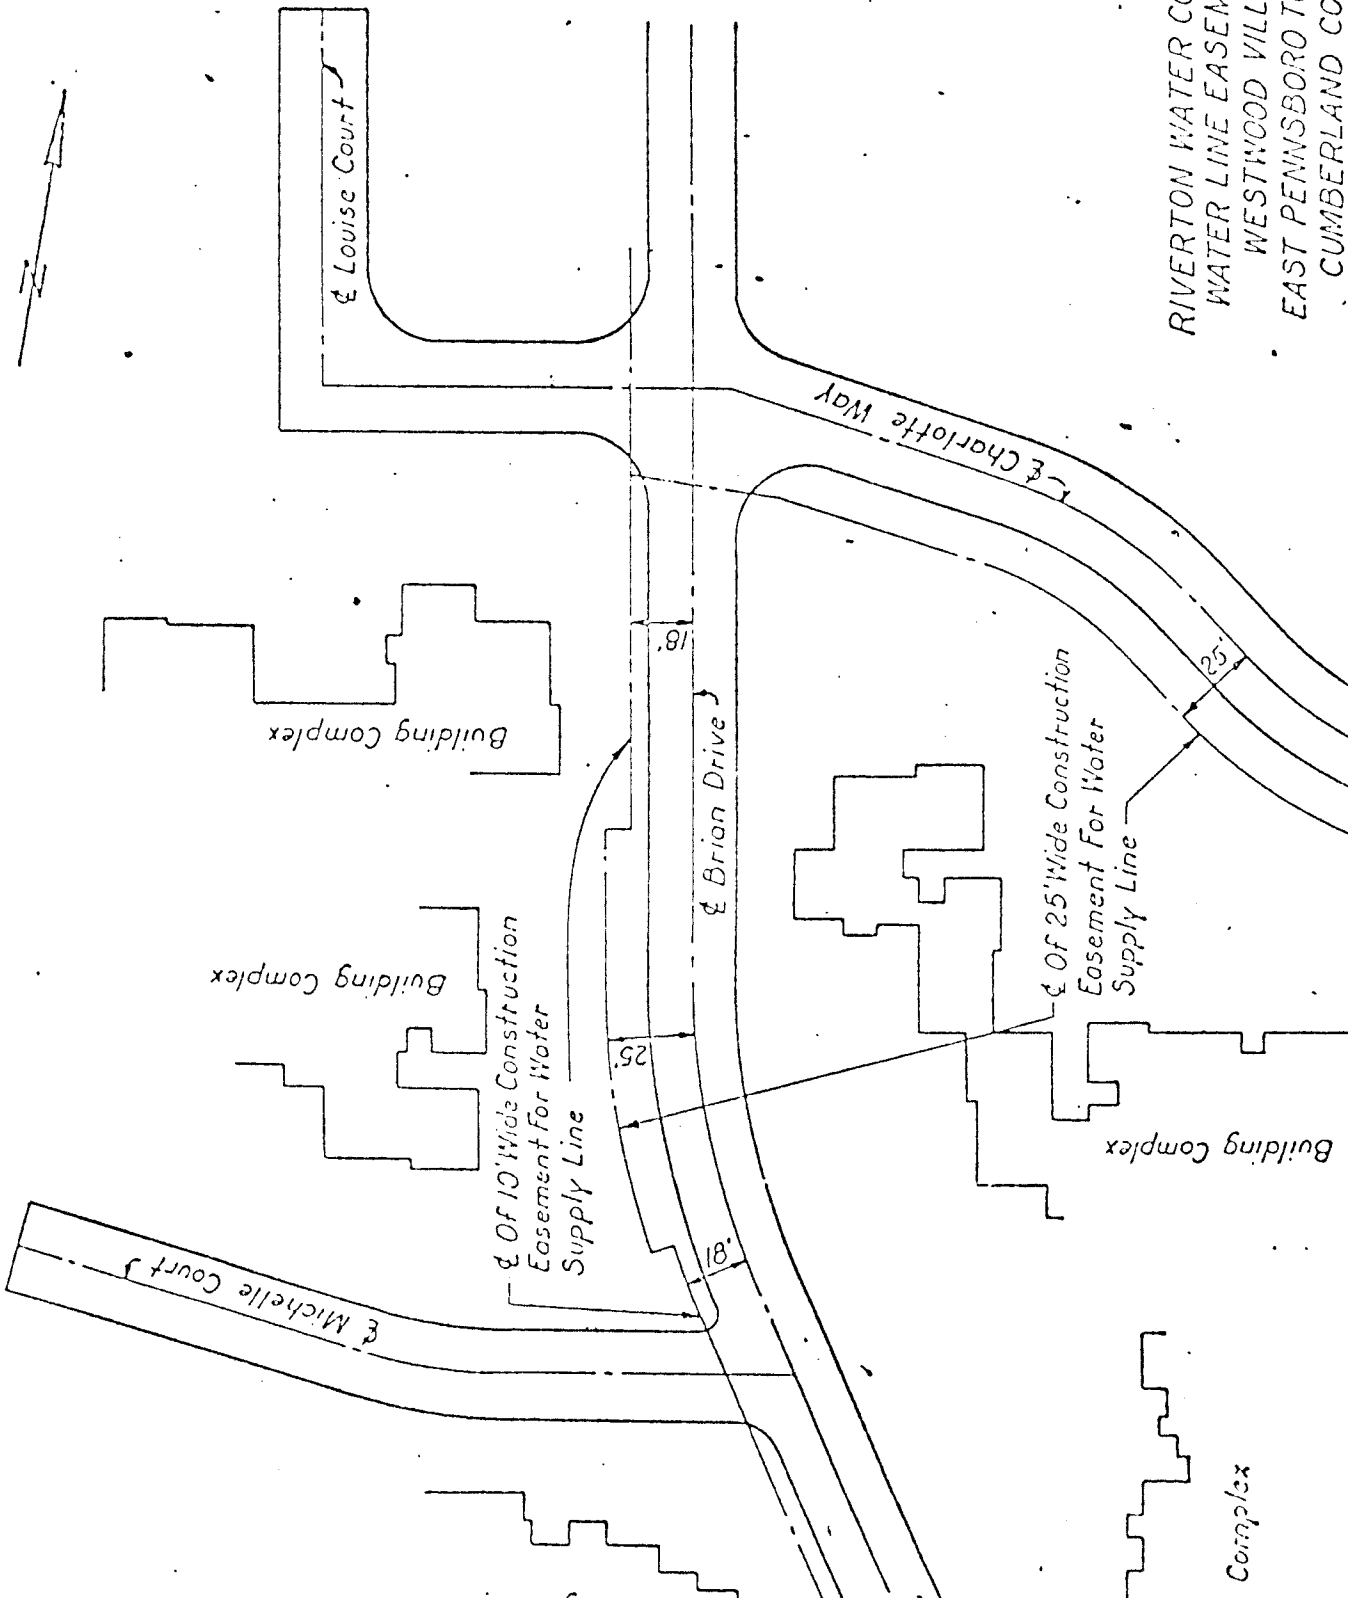 RIVERTON WATER CO
WATER LINE EASEM
WESTWOOD VILL
EAST PENNSBORO TO
CUMBERLAND CO
N
℄ Louise Court
℄ Charlotte Way
18'
25'
Building Complex
℄ Brian Drive
℄ Of 25' Wide Construction
Easement For Water
Supply Line
Building Complex
℄ Of 10' Wide Construction
Easement For Water
Supply Line
25'
Building Complex
18'
℄ Michelle Court
Complex